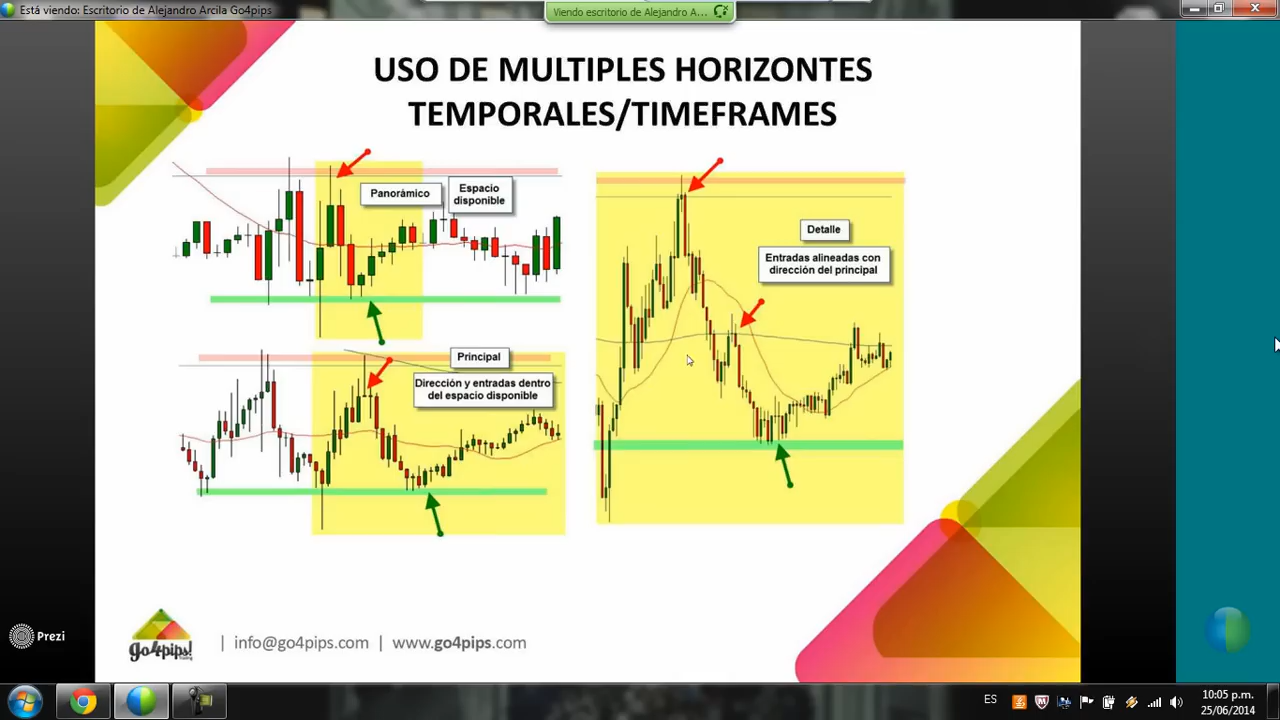 Está viendo: Escritorio de Alejandro Arcila Go4pips
Viendo escritorio de Alejandro A...
USO DE MULTIPLES HORIZONTES
TEMPORALES/TIMEFRAMES
Panorámico
Espacio
disponible
Principal
Dirección y entradas dentro
del espacio disponible
Detalle
Entradas alineadas con
dirección del principal
Prezi
go4pips!
| info@go4pips.com | www.go4pips.com
ES
10:05 p.m.
25/06/2014